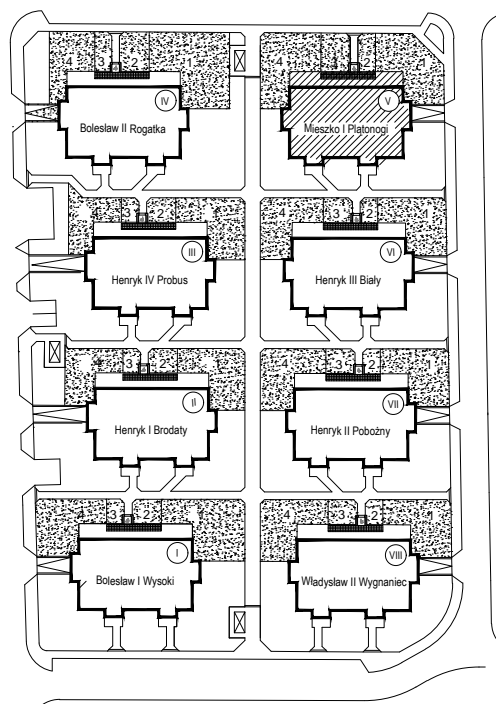 4 3 2 1
IV
Bolesław II Rogatka
4 3 2 1
V
Mieszko I Plątonogi
3 2
III
Henryk IV Probus
4 3 2 1
VI
Henryk III Biały
3 2
II
Henryk I Brodaty
4 3 2 1
VII
Henryk II Pobożny
4 3 2
I
Bolesław I Wysoki
4 3 2 1
VIII
Władysław II Wygnaniec